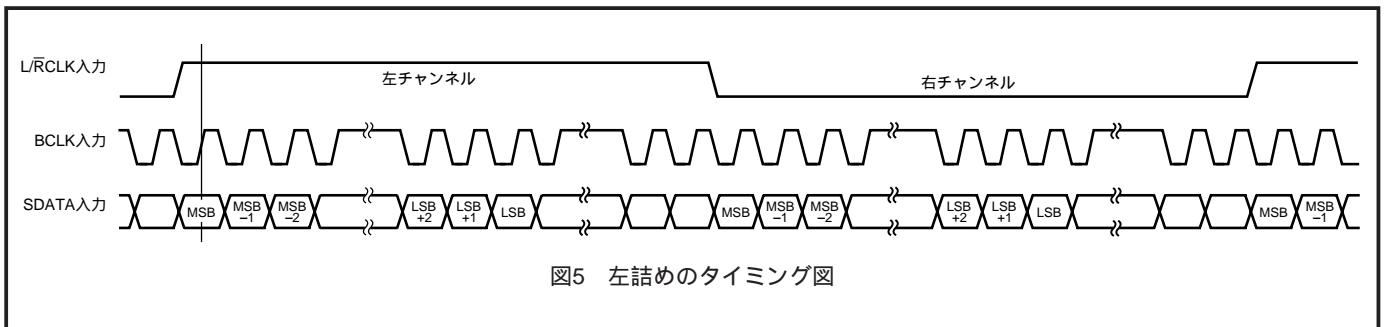 L/R̅CLK入力
左チャンネル
右チャンネル
BCLK入力
SDATA入力
MSB
MSB
–1
MSB
–2
LSB
+2
LSB
+1
LSB
MSB
MSB
–1
MSB
–2
LSB
+2
LSB
+1
LSB
MSB
MSB
–1
図5 左詰めのタイミング図